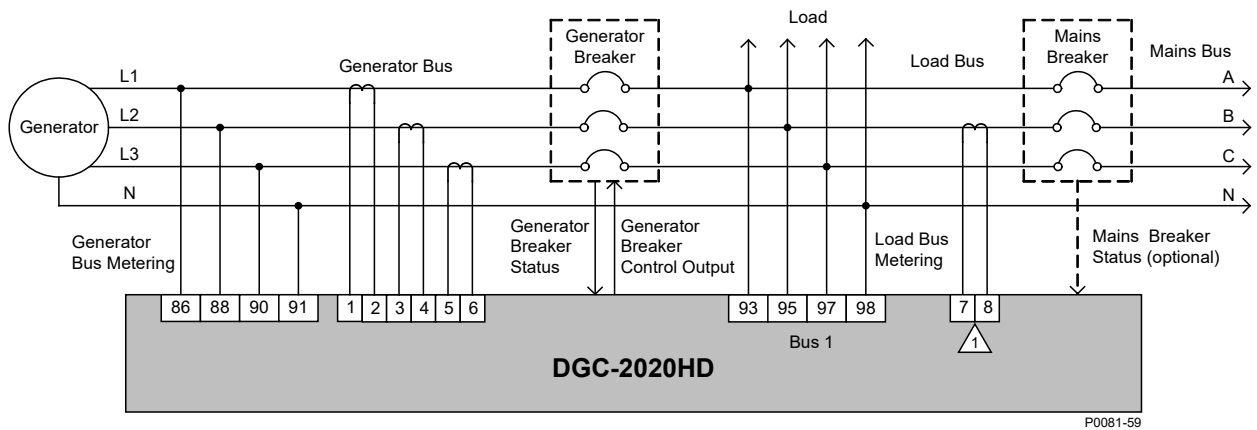 Load
Generator
Breaker
Mains
Breaker
Mains Bus
Generator Bus
Load Bus
L1
A
Generator
L2
B
L3
C
N
N
Generator
Bus Metering
Generator
Breaker
Status
Generator
Breaker
Control Output
Load Bus
Metering
Mains Breaker
Status (optional)
86 88 90 91 1 2 3 4 5 6 93 95 97 98 7 8
Bus 1
1
DGC-2020HD
P0081-59